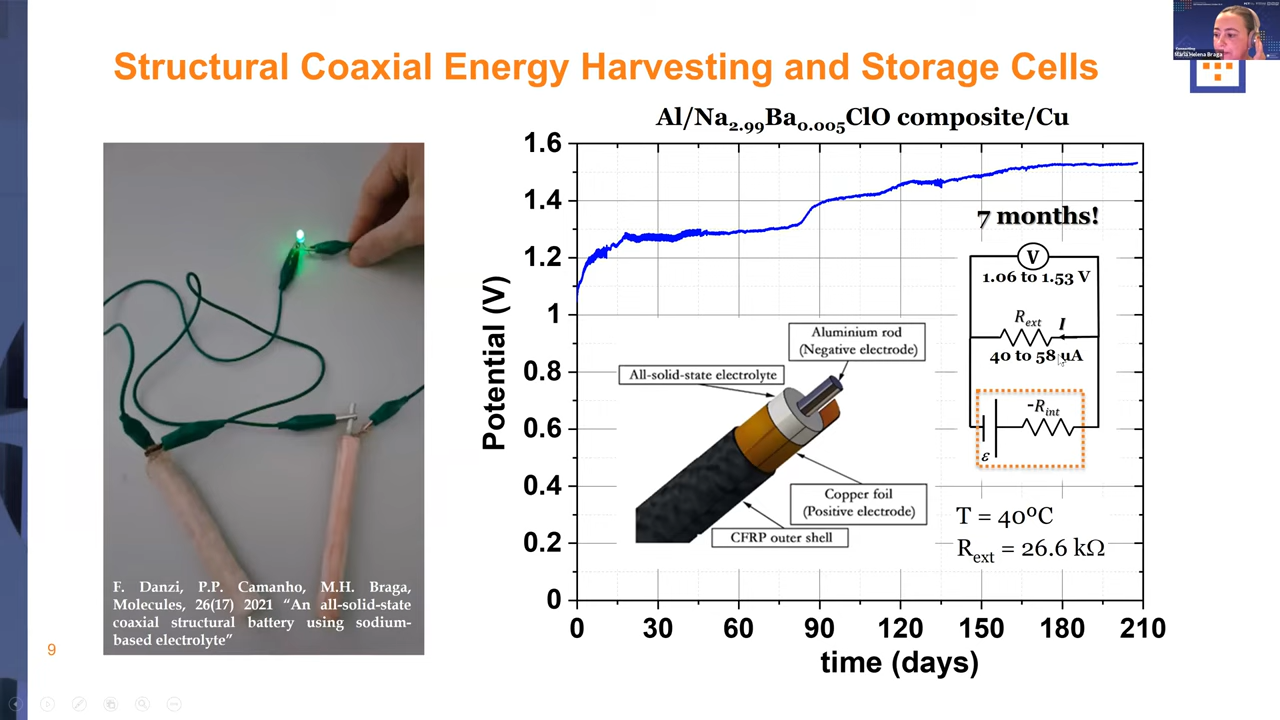 Structural Coaxial Energy Harvesting and Storage Cells
Maria Helena Braga
Al/Na2.99Ba0.005ClO composite/Cu
1.6
1.4
1.2
1
0.8
0.6
0.4
0.2
0
Potential (V)
0 30 60 90 120 150 180 210
time (days)
7 months!
V
1.06 to 1.53 V
Rext I
40 to 58 uA
-Rint
ε
T = 40ºC
Rext = 26.6 kΩ
Aluminium rod
(Negative electrode)
All-solid-state electrolyte
Copper foil
(Positive electrode)
CFRP outer shell
F. Danzi, P.P. Camanho, M.H. Braga,
Molecules, 26(17) 2021 “An all-solid-state
coaxial structural battery using sodium-
based electrolyte”
9